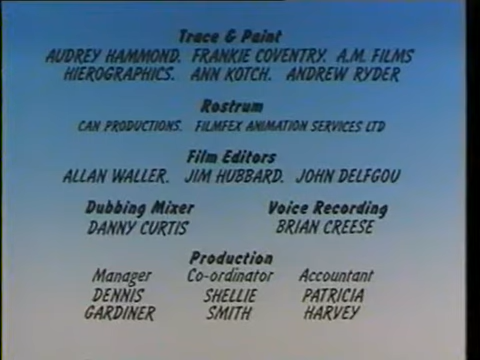 Trace & Paint
AUDREY HAMMOND. FRANKIE COVENTRY. A.M. FILMS
HIEROGRAPHICS. ANN KOTCH. ANDREW RYDER
Rostrum
CAN PRODUCTIONS. FILMFEX ANIMATION SERVICES LTD
Film Editors
ALLAN WALLER. JIM HUBBARD. JOHN DELFGOU
Dubbing Mixer Voice Recording
DANNY CURTIS BRIAN CREESE
Production
Manager Co-ordinator Accountant
DENNIS SHELLIE PATRICIA
GARDINER SMITH HARVEY